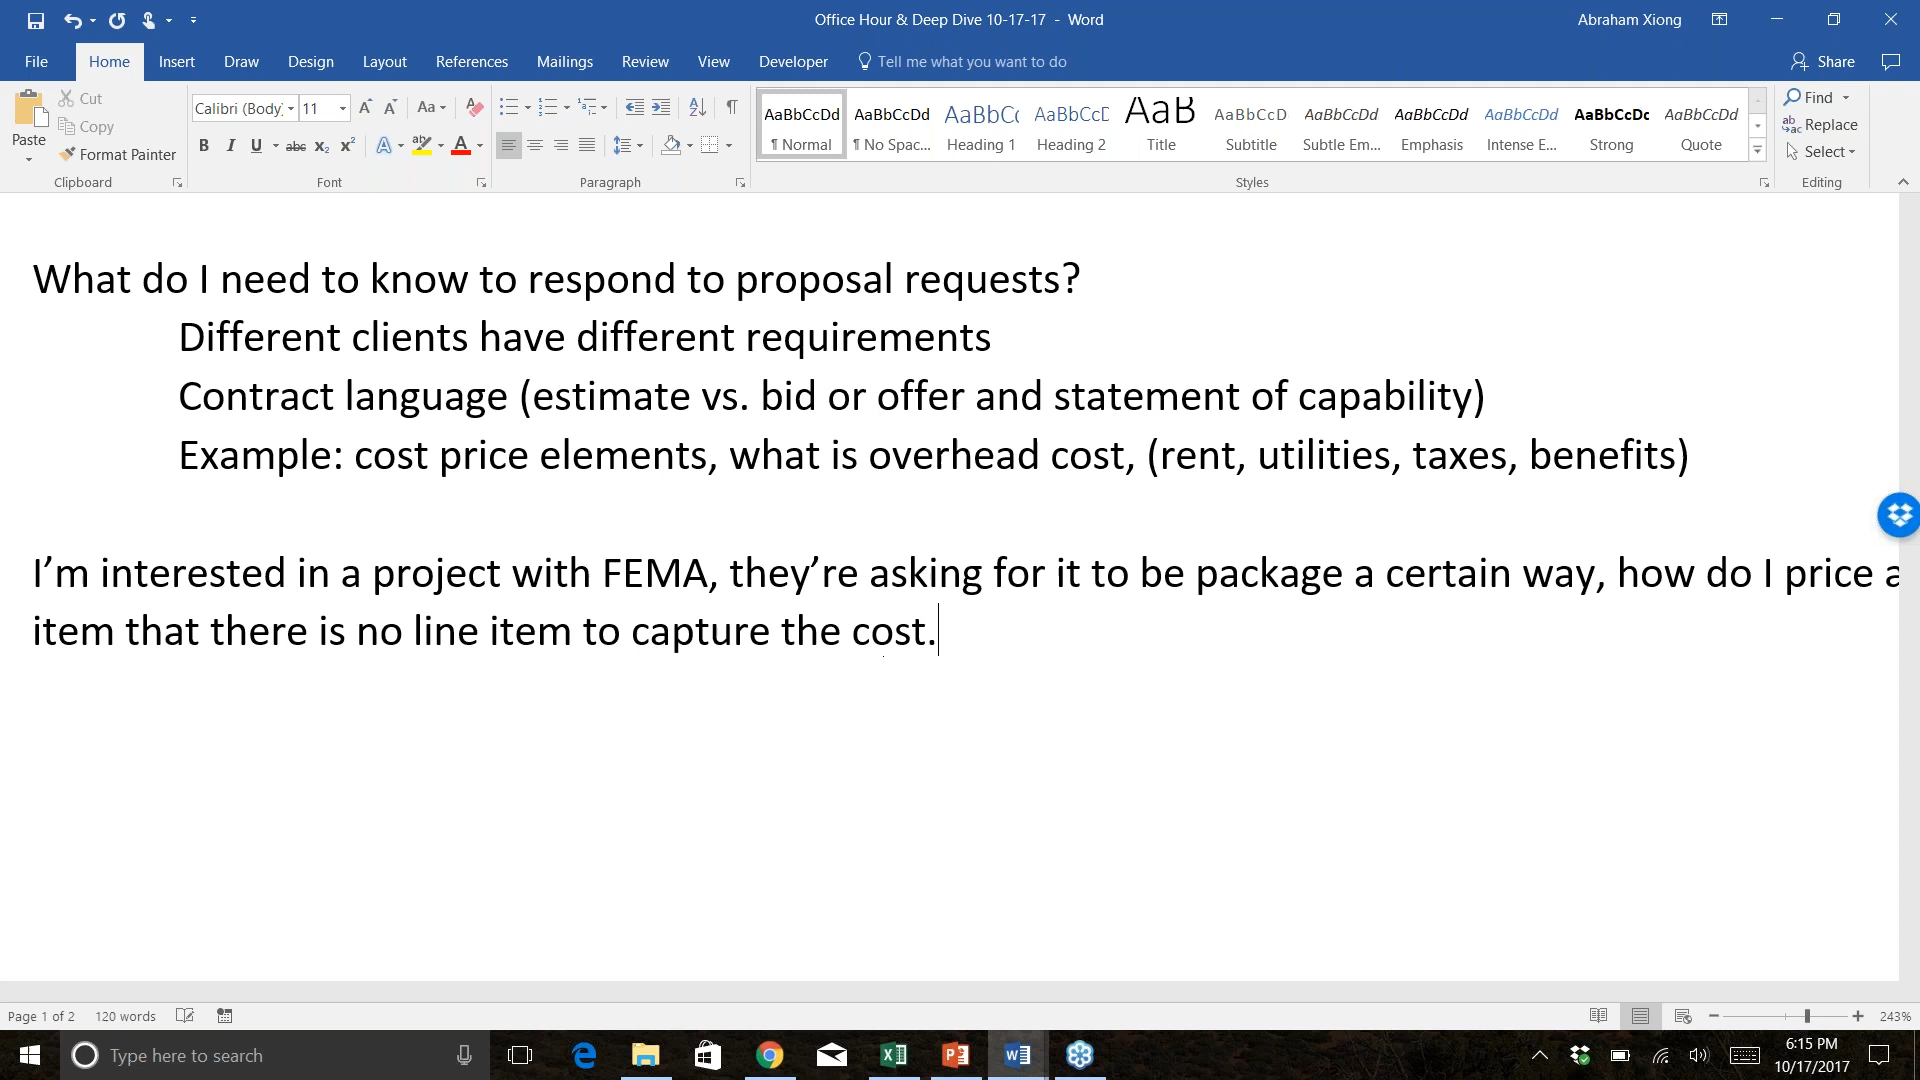 Office Hour & Deep Dive 10-17-17 - Word
Abraham Xiong
File Home Insert Draw Design Layout References Mailings Review View Developer Tell me what you want to do
Share
Paste
Cut
Copy
Format Painter
Clipboard
Calibri (Body) 11
Aa
B I U abc X₂ X²
Font
Paragraph
AaBbCcDd AaBbCcDd AaBbCc AaBbCcD AaB AaBbCcD AaBbCcDd AaBbCcDd AaBbCcDd AaBbCcDc AaBbCcDd
¶ Normal ¶ No Spac... Heading 1 Heading 2 Title Subtitle Subtle Em... Emphasis Intense E... Strong Quote
Styles
Find
Replace
Select
Editing
What do I need to know to respond to proposal requests?
Different clients have different requirements
Contract language (estimate vs. bid or offer and statement of capability)
Example: cost price elements, what is overhead cost, (rent, utilities, taxes, benefits)
I’m interested in a project with FEMA, they’re asking for it to be package a certain way, how do I price a
item that there is no line item to capture the cost.
Page 1 of 2 120 words
243%
Type here to search
6:15 PM
10/17/2017